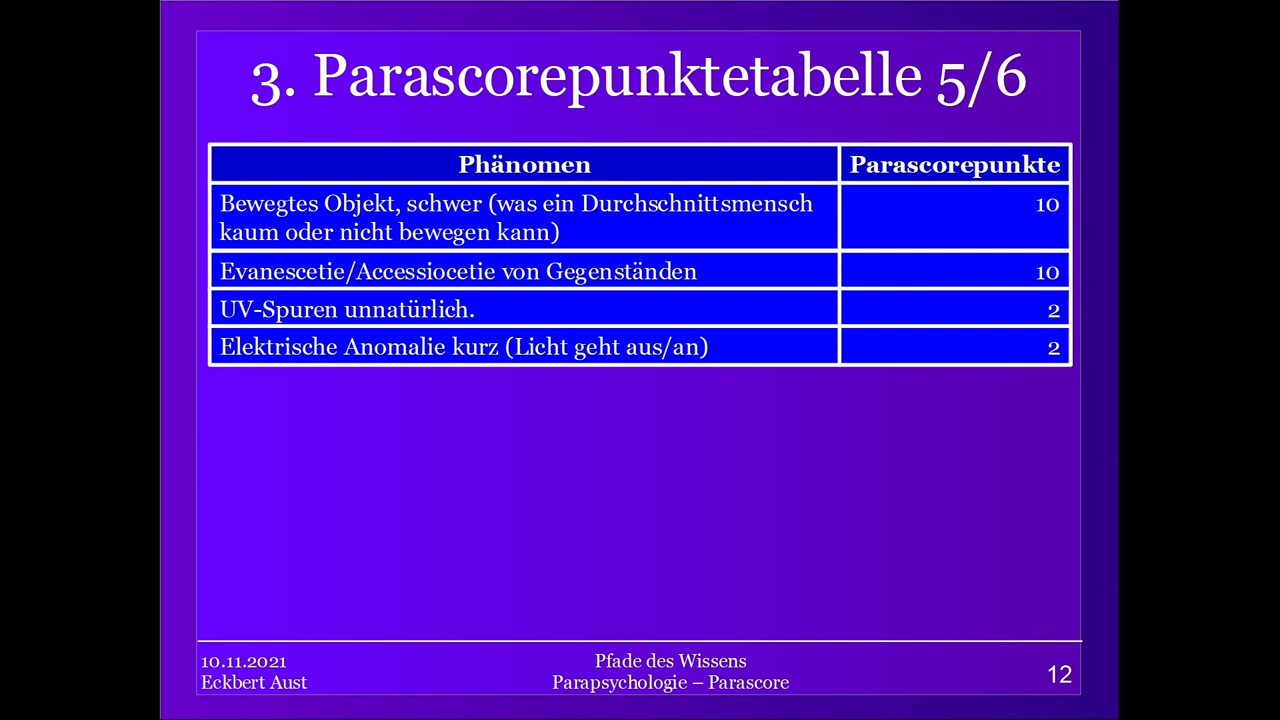 3. Parascorepunktetabelle 5/6
Phänomen Parascorepunkte
Bewegtes Objekt, schwer (was ein Durchschnittsmensch 10
kaum oder nicht bewegen kann)
Evanescetie/Accessiocetie von Gegenständen 10
UV-Spuren unnatürlich. 2
Elektrische Anomalie kurz (Licht geht aus/an) 2
10.11.2021 Pfade des Wissens
Eckbert Aust Parapsychologie – Parascore 12